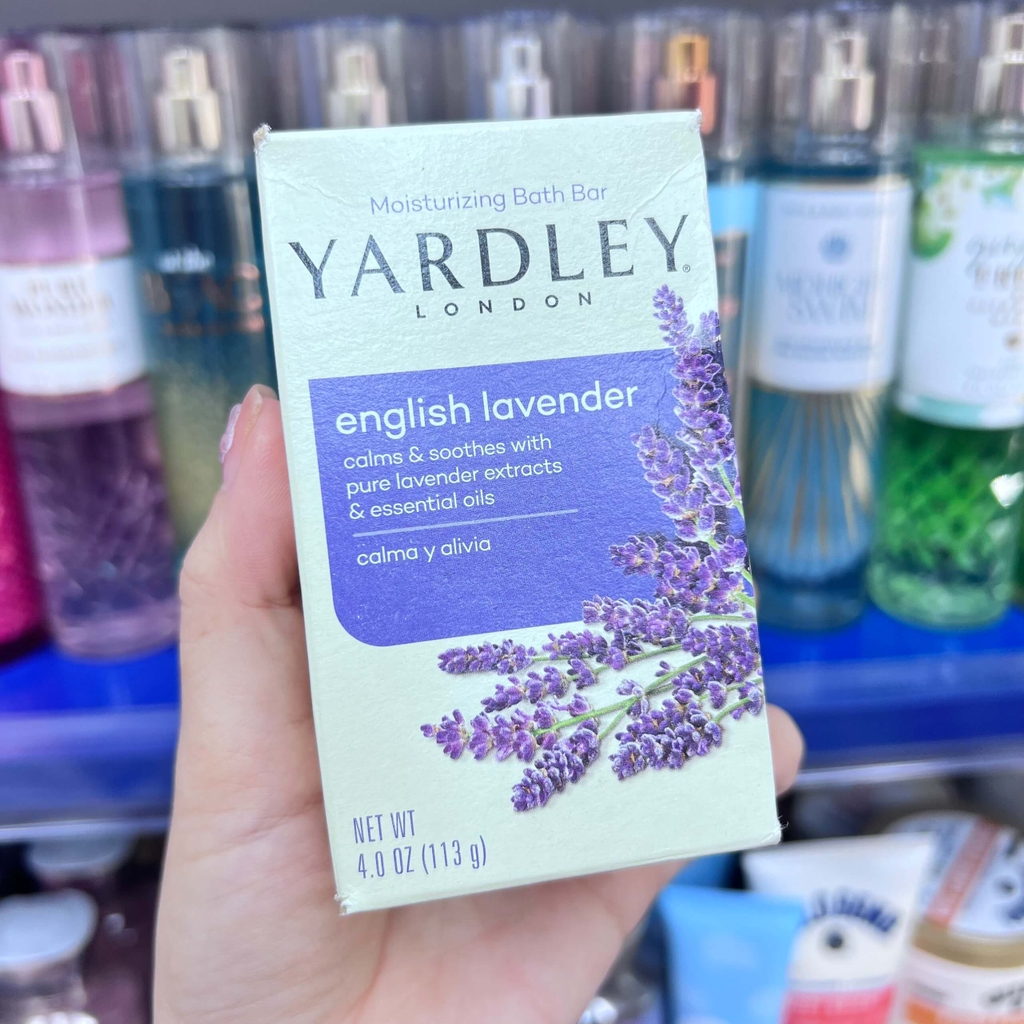 Moisturizing Bath Bar
YARDLEY®
LONDON
english lavender
calms & soothes with
pure lavender extracts
& essential oils
calma y alivia
NET WT
4.0 OZ (113 g)